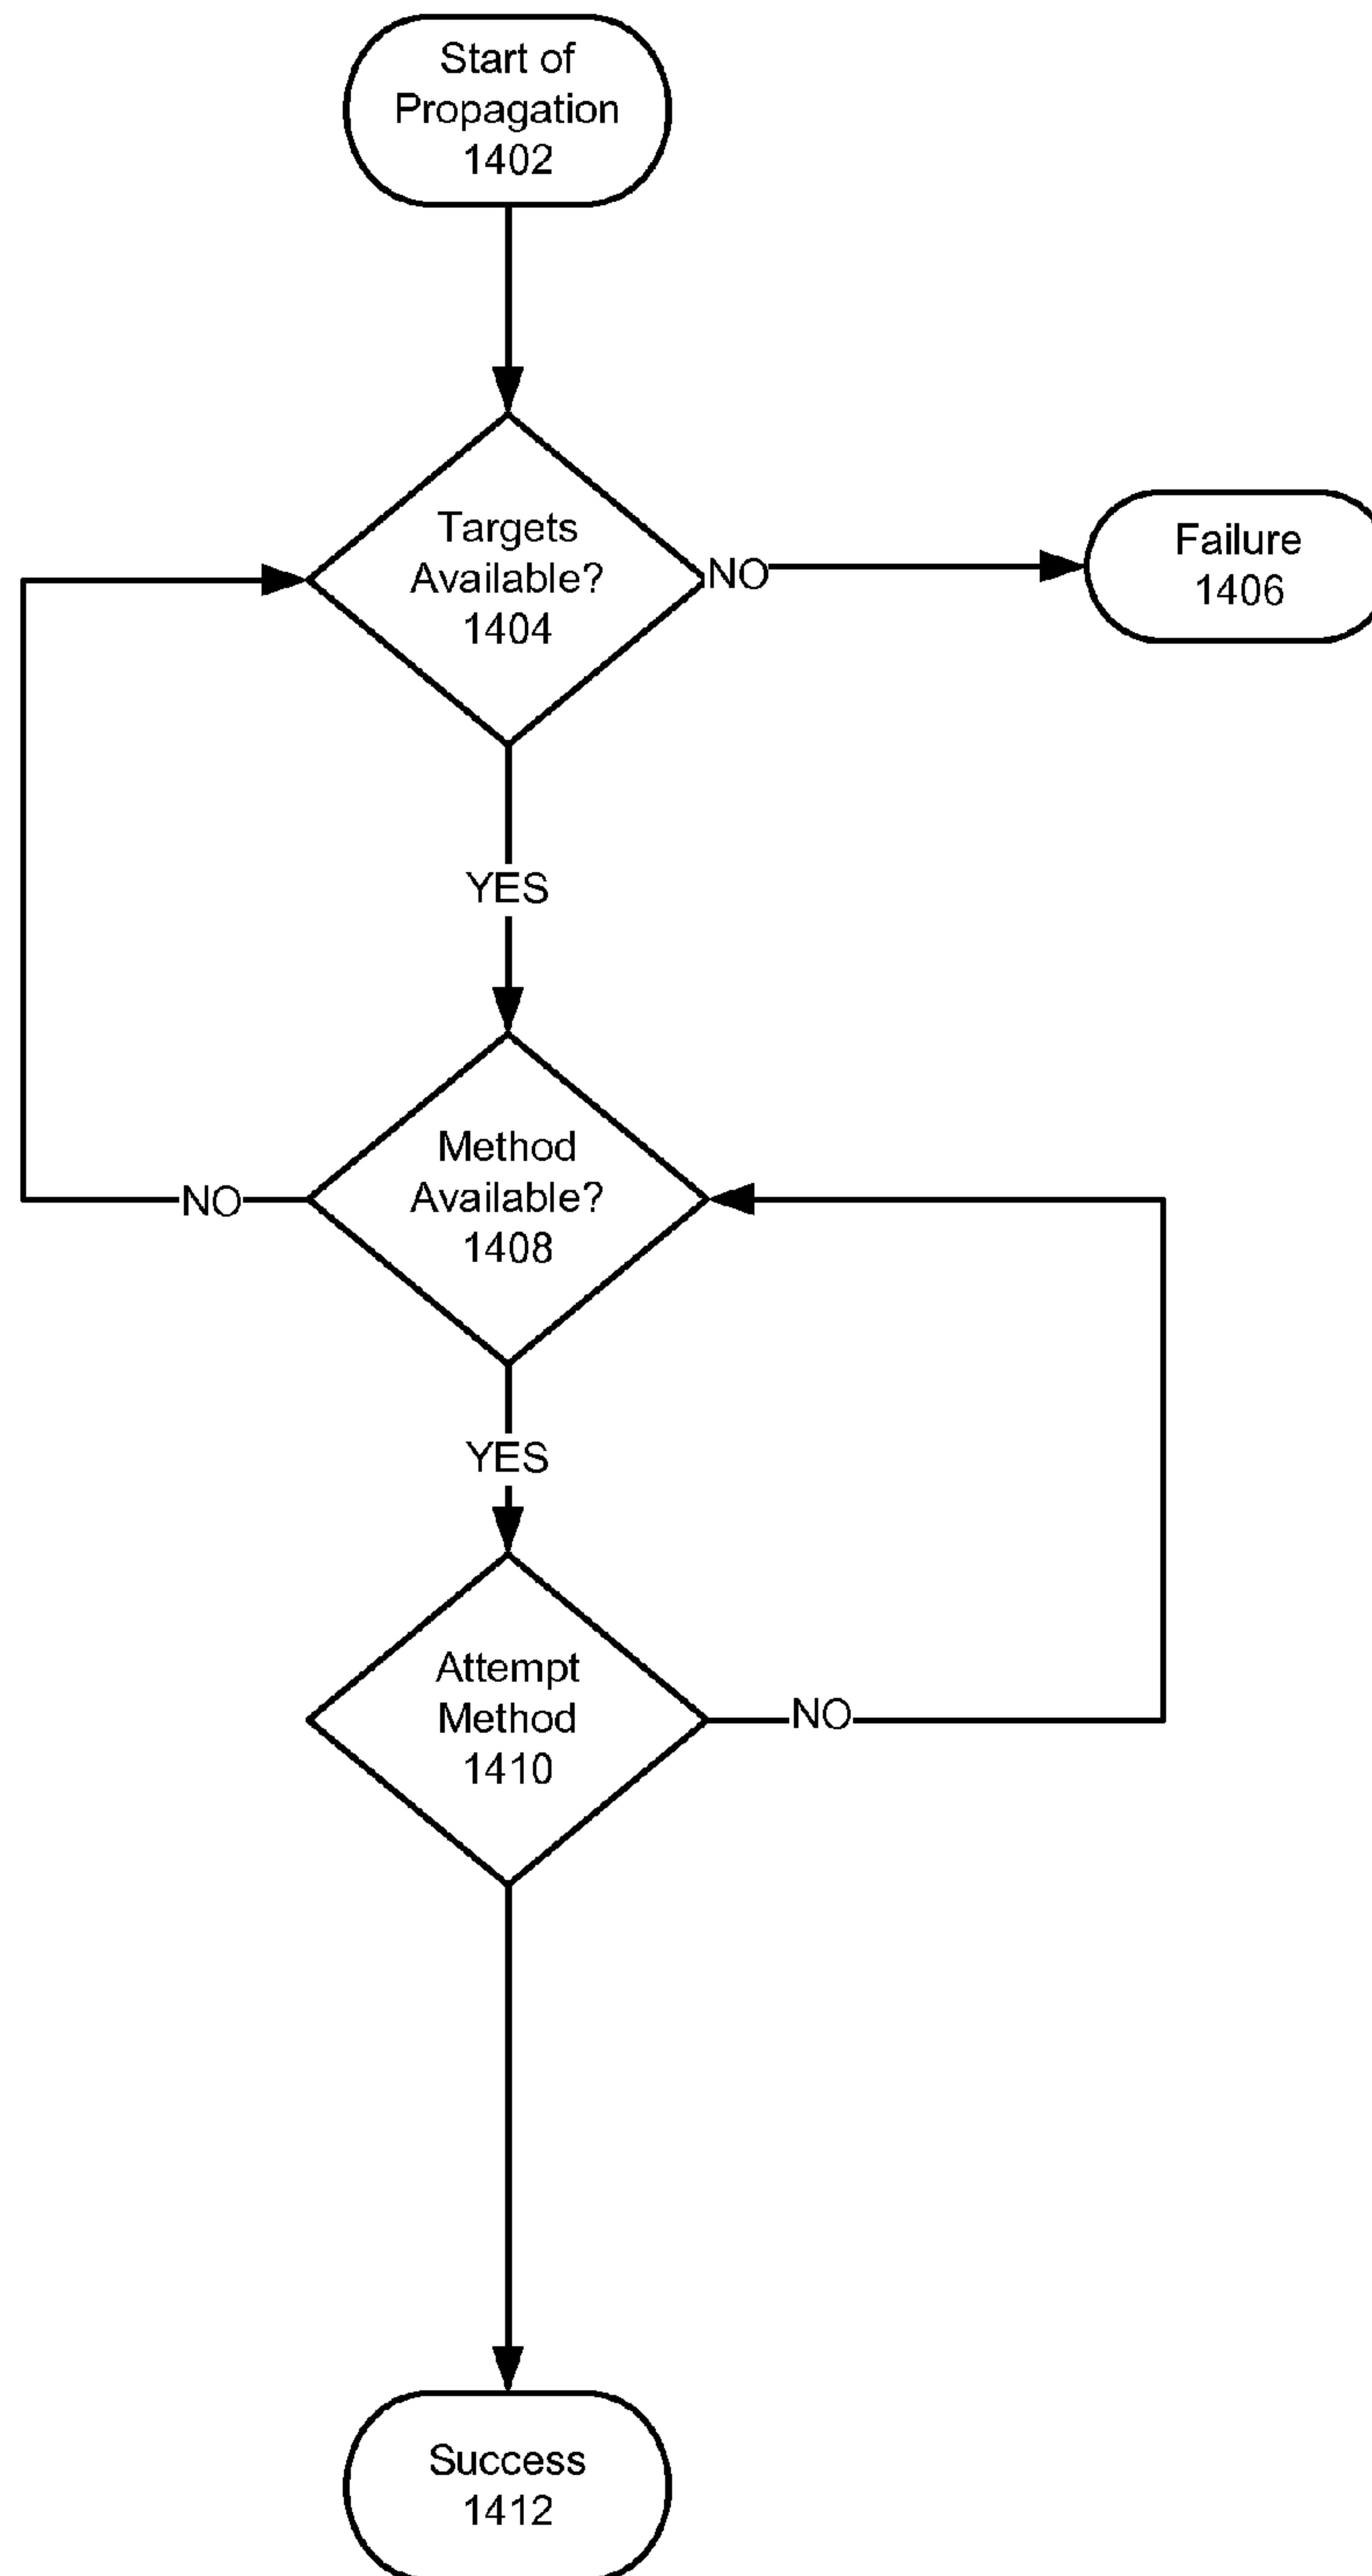 Start of
Propagation
1402
Targets
Available?
1404
NO
Failure
1406
YES
Method
Available?
1408
NO
YES
Attempt
Method
1410
NO
Success
1412